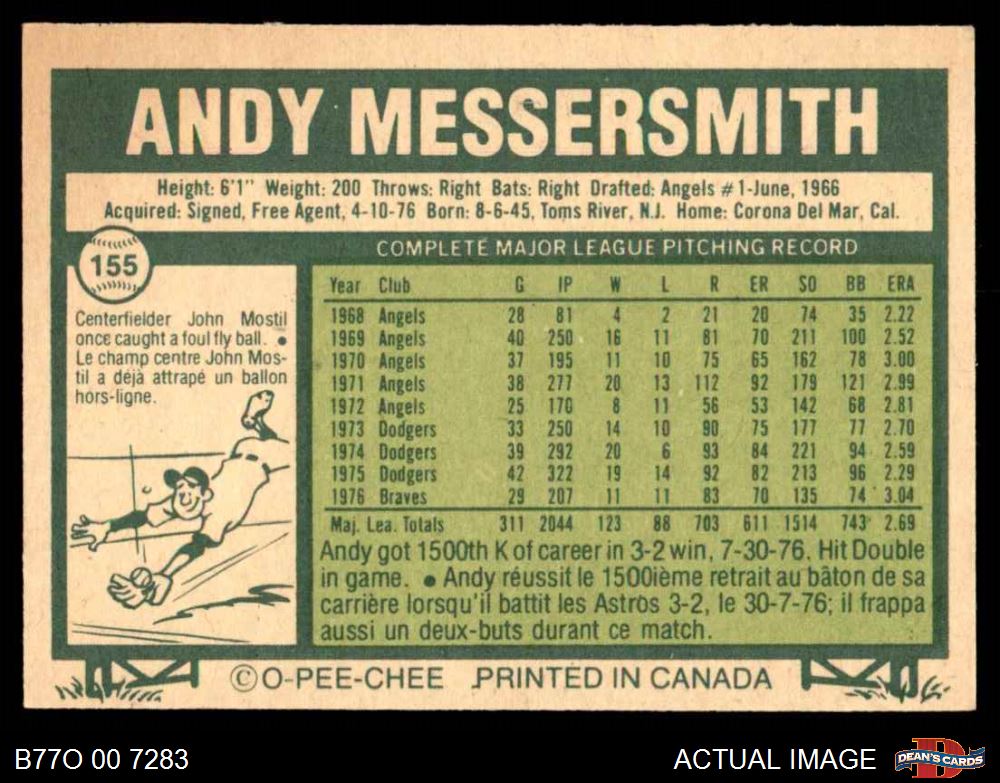 ANDY MESSERSMITH
Height: 6'1" Weight: 200 Throws: Right Bats: Right Drafted: Angels #1-June, 1966
Acquired: Signed, Free Agent, 4-10-76 Born: 8-6-45, Toms River, N.J. Home: Corona Del Mar, Cal.
155
Centerfielder John Mostil
once caught a foul fly ball. •
Le champ centre John Mos-
til a déjà attrapé un ballon
hors-ligne.
COMPLETE MAJOR LEAGUE PITCHING RECORD
Year Club G IP W L R ER SO BB ERA
1968 Angels 28 81 4 2 21 20 74 35 2.22
1969 Angels 40 250 16 11 81 70 211 100 2.52
1970 Angels 37 195 11 10 75 65 162 78 3.00
1971 Angels 38 277 20 13 112 92 179 121 2.99
1972 Angels 25 170 8 11 56 53 142 68 2.81
1973 Dodgers 33 250 14 10 90 75 177 77 2.70
1974 Dodgers 39 292 20 6 93 84 221 94 2.59
1975 Dodgers 42 322 19 14 92 82 213 96 2.29
1976 Braves 29 207 11 11 83 70 135 74 3.04
Maj. Lea. Totals 311 2044 123 88 703 611 1514 743 2.69
Andy got 1500th K of career in 3-2 win, 7-30-76. Hit Double
in game. • Andy réussit le 1500ième retrait au bâton de sa
carrière lorsqu'il battit les Astros 3-2, le 30-7-76; il frappa
aussi un deux-buts durant ce match.
©O-PEE-CHEE PRINTED IN CANADA
B77O 00 7283
ACTUAL IMAGE
D
DEAN'S CARDS